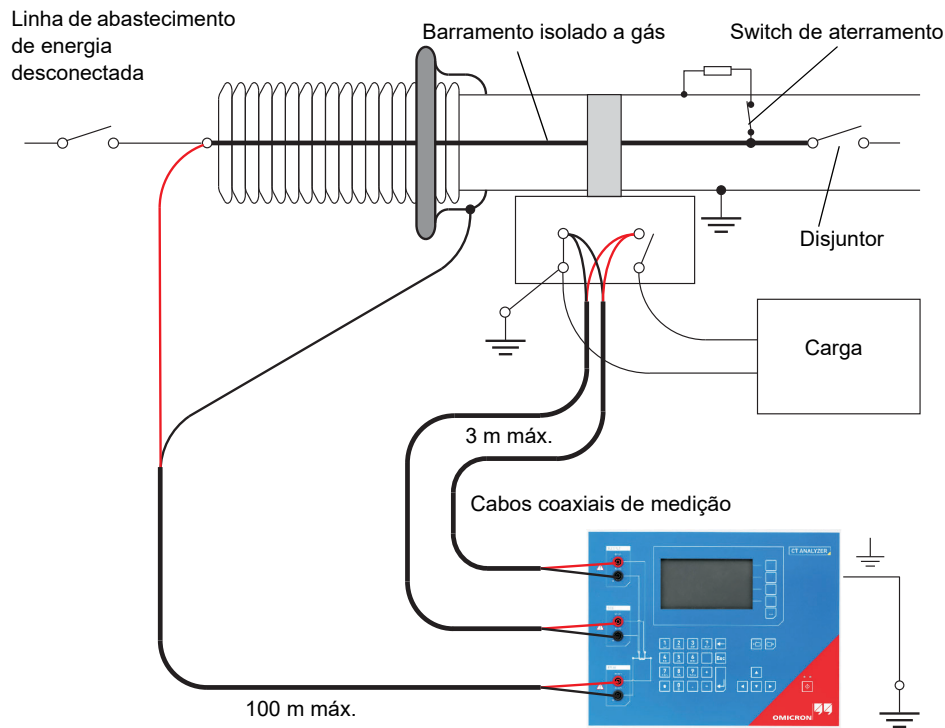 Linha de abastecimento
de energia
desconectada
Barramento isolado a gás
Switch de aterramento
Disjuntor
Carga
3 m máx.
Cabos coaxiais de medição
CT ANALYZER
Esc
OMICRON
100 m máx.